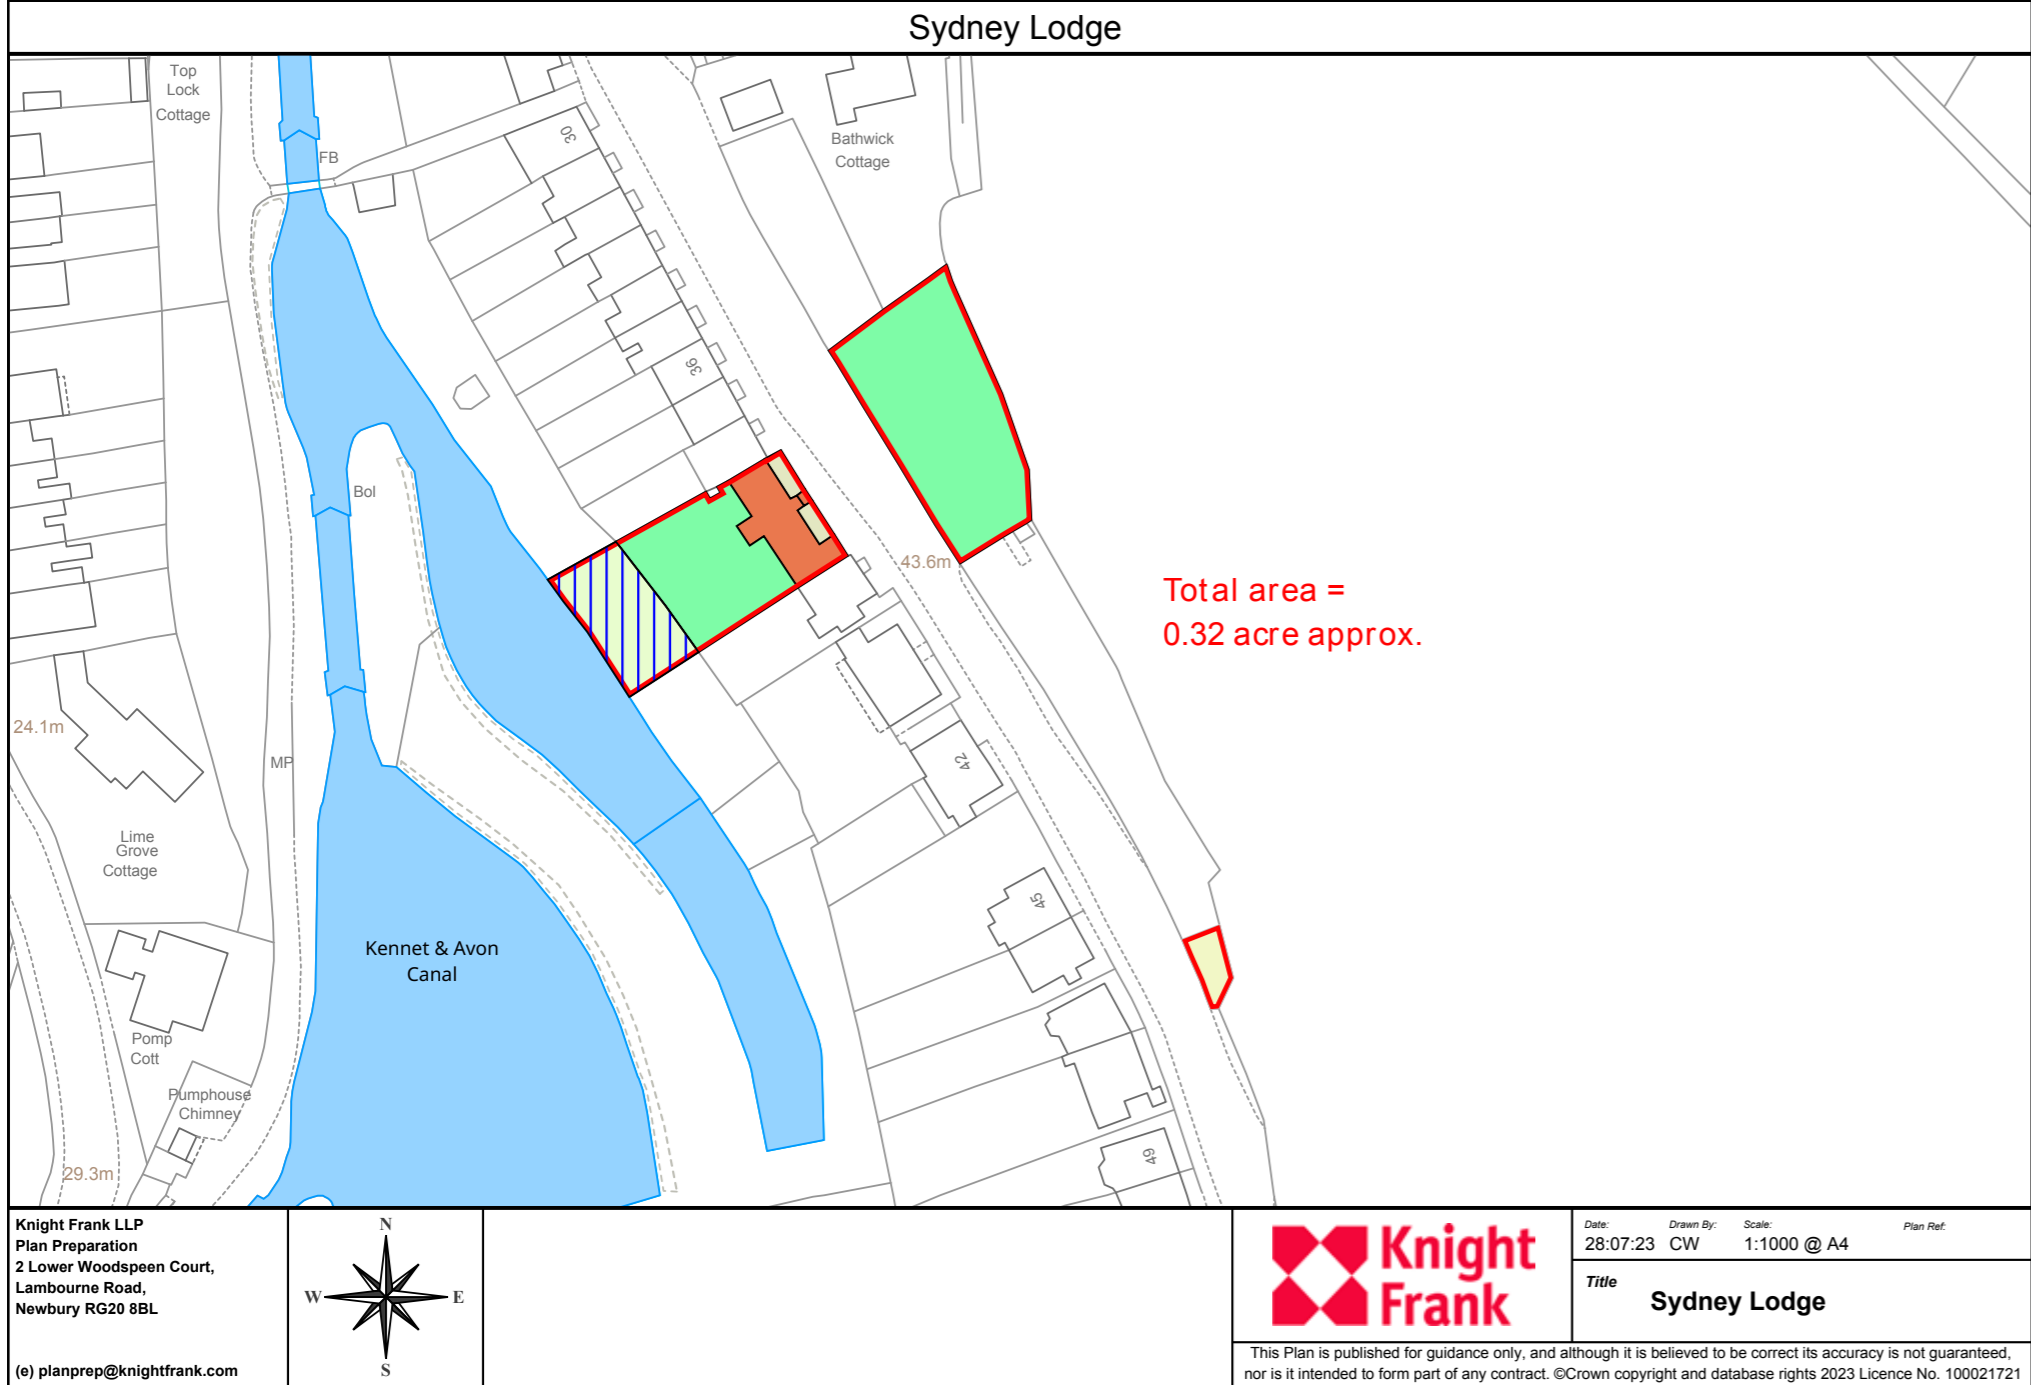 Sydney Lodge
Top
Lock
Cottage
FB
30
Bathwick
Cottage
36
Bol
43.6m
Total area =
0.32 acre approx.
24.1m
MP
42
Lime
Grove
Cottage
45
Kennet & Avon
Canal
Pomp
Cott
Pumphouse
Chimney
49
29.3m
Knight Frank LLP
Plan Preparation
2 Lower Woodspeen Court,
Lambourne Road,
Newbury RG20 8BL
(e) planprep@knightfrank.com
N
W
E
S
Knight
Frank
Date: Drawn By: Scale: Plan Ref:
28:07:23 CW 1:1000 @ A4
Title
Sydney Lodge
This Plan is published for guidance only, and although it is believed to be correct its accuracy is not guaranteed,
nor is it intended to form part of any contract. ©Crown copyright and database rights 2023 Licence No. 100021721